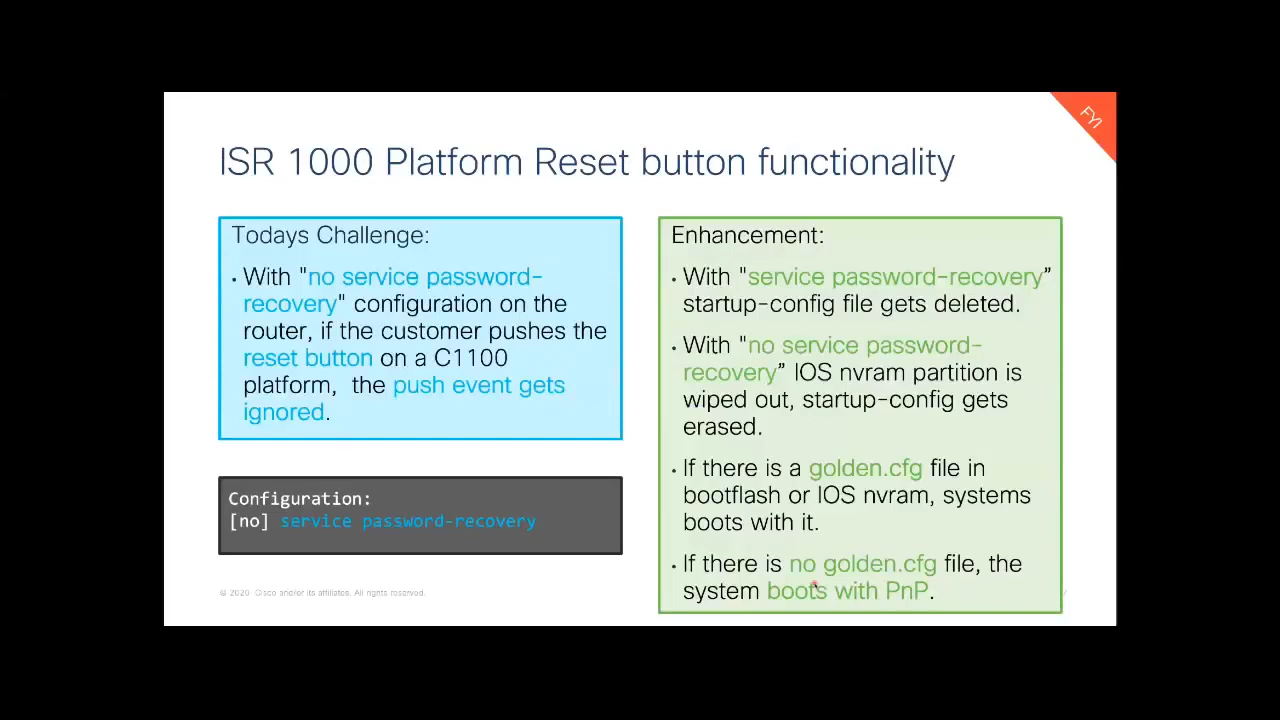 FYI
ISR 1000 Platform Reset button functionality
Todays Challenge:
• With "no service password-
recovery" configuration on the
router, if the customer pushes the
reset button on a C1100
platform, the push event gets
ignored.
Configuration:
[no] service password-recovery
© 2020 Cisco and/or its affiliates. All rights reserved.
Enhancement:
• With "service password-recovery”
startup-config file gets deleted.
• With "no service password-
recovery” IOS nvram partition is
wiped out, startup-config gets
erased.
• If there is a golden.cfg file in
bootflash or IOS nvram, systems
boots with it.
• If there is no golden.cfg file, the
system boots with PnP.